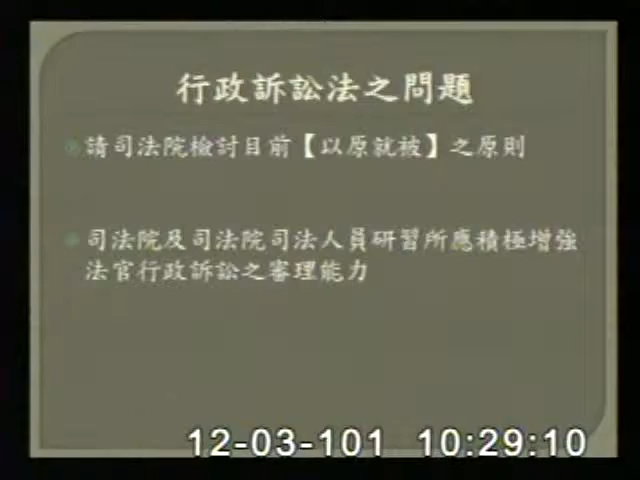 行政訴訟法之問題
請司法院檢討目前【以原就被】之原則
司法院及司法院司法人員研習所應積極增強
法官行政訴訟之審理能力
12-03-101 10:29:10